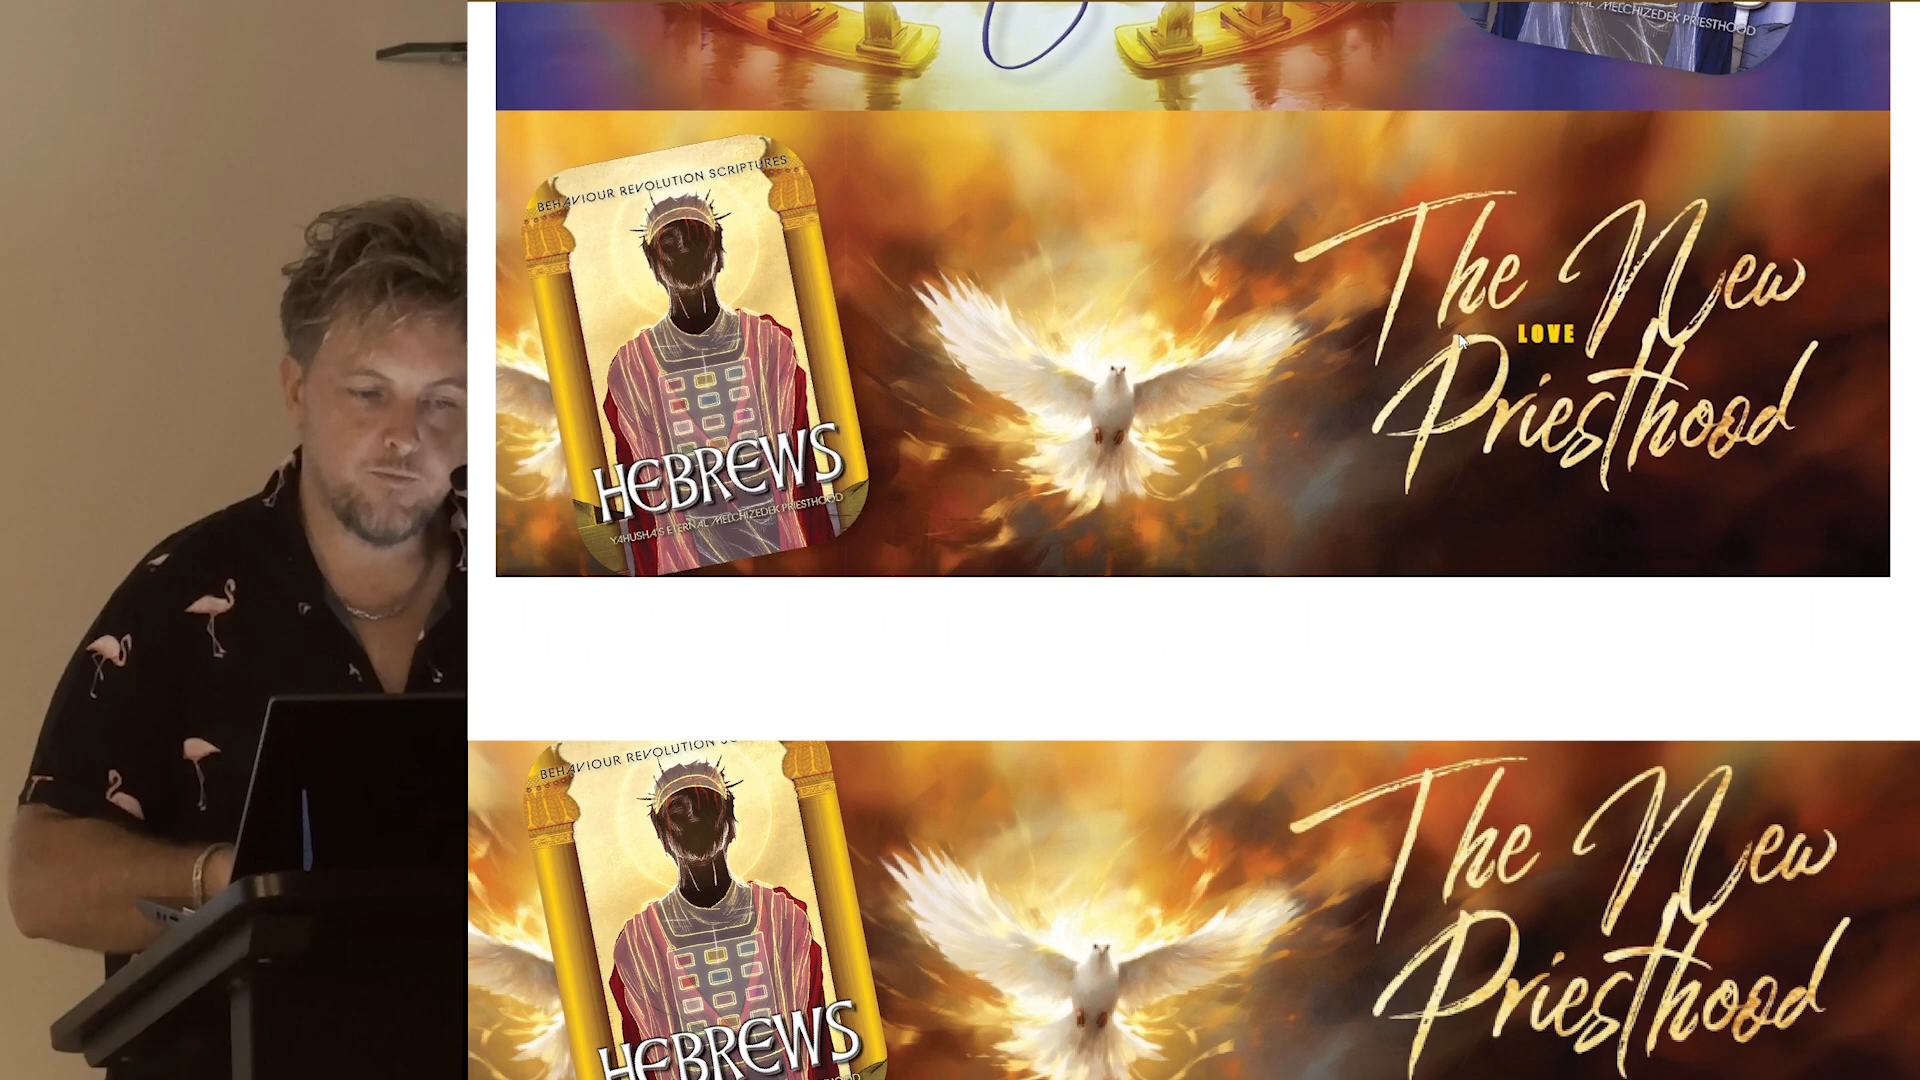 MELCHIZEDEK PRIESTHOOD
BEHAVIOUR REVOLUTION SCRIPTURES
HEBREWS
YAHUSHA'S ETERNAL MELCHIZEDEK PRIESTHOOD
The New
LOVE
Priesthood
BEHAVIOUR REVOLUTION
HEBREWS
The New
Priesthood